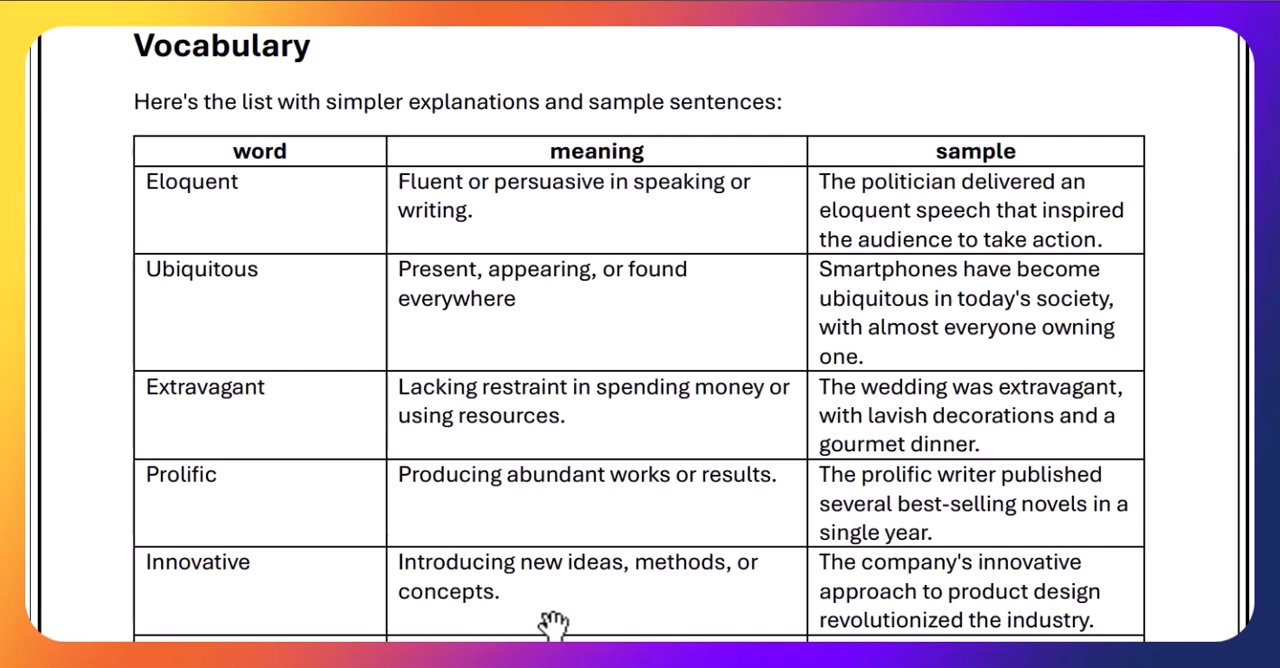 Vocabulary
Here's the list with simpler explanations and sample sentences:
word meaning sample
Eloquent Fluent or persuasive in speaking or The politician delivered an
writing. eloquent speech that inspired
the audience to take action.
Ubiquitous Present, appearing, or found Smartphones have become
everywhere ubiquitous in today's society,
with almost everyone owning
one.
Extravagant Lacking restraint in spending money or The wedding was extravagant,
using resources. with lavish decorations and a
gourmet dinner.
Prolific Producing abundant works or results. The prolific writer published
several best-selling novels in a
single year.
Innovative Introducing new ideas, methods, or The company's innovative
concepts. approach to product design
revolutionized the industry.